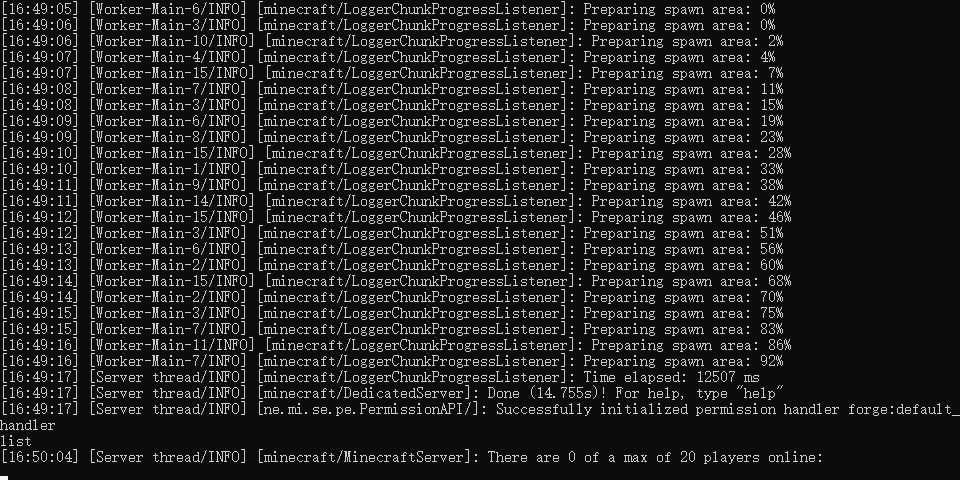 [16:49:05] [Worker-Main-6/INFO] [minecraft/LoggerChunkProgressListener]: Preparing spawn area: 0%
[16:49:06] [Worker-Main-3/INFO] [minecraft/LoggerChunkProgressListener]: Preparing spawn area: 0%
[16:49:06] [Worker-Main-10/INFO] [minecraft/LoggerChunkProgressListener]: Preparing spawn area: 2%
[16:49:07] [Worker-Main-4/INFO] [minecraft/LoggerChunkProgressListener]: Preparing spawn area: 4%
[16:49:07] [Worker-Main-15/INFO] [minecraft/LoggerChunkProgressListener]: Preparing spawn area: 7%
[16:49:08] [Worker-Main-7/INFO] [minecraft/LoggerChunkProgressListener]: Preparing spawn area: 11%
[16:49:08] [Worker-Main-3/INFO] [minecraft/LoggerChunkProgressListener]: Preparing spawn area: 15%
[16:49:09] [Worker-Main-6/INFO] [minecraft/LoggerChunkProgressListener]: Preparing spawn area: 19%
[16:49:09] [Worker-Main-8/INFO] [minecraft/LoggerChunkProgressListener]: Preparing spawn area: 23%
[16:49:10] [Worker-Main-15/INFO] [minecraft/LoggerChunkProgressListener]: Preparing spawn area: 28%
[16:49:10] [Worker-Main-1/INFO] [minecraft/LoggerChunkProgressListener]: Preparing spawn area: 33%
[16:49:11] [Worker-Main-9/INFO] [minecraft/LoggerChunkProgressListener]: Preparing spawn area: 38%
[16:49:11] [Worker-Main-14/INFO] [minecraft/LoggerChunkProgressListener]: Preparing spawn area: 42%
[16:49:12] [Worker-Main-15/INFO] [minecraft/LoggerChunkProgressListener]: Preparing spawn area: 46%
[16:49:12] [Worker-Main-3/INFO] [minecraft/LoggerChunkProgressListener]: Preparing spawn area: 51%
[16:49:13] [Worker-Main-6/INFO] [minecraft/LoggerChunkProgressListener]: Preparing spawn area: 56%
[16:49:13] [Worker-Main-2/INFO] [minecraft/LoggerChunkProgressListener]: Preparing spawn area: 60%
[16:49:14] [Worker-Main-15/INFO] [minecraft/LoggerChunkProgressListener]: Preparing spawn area: 68%
[16:49:14] [Worker-Main-2/INFO] [minecraft/LoggerChunkProgressListener]: Preparing spawn area: 70%
[16:49:15] [Worker-Main-3/INFO] [minecraft/LoggerChunkProgressListener]: Preparing spawn area: 75%
[16:49:15] [Worker-Main-7/INFO] [minecraft/LoggerChunkProgressListener]: Preparing spawn area: 83%
[16:49:16] [Worker-Main-11/INFO] [minecraft/LoggerChunkProgressListener]: Preparing spawn area: 86%
[16:49:16] [Worker-Main-7/INFO] [minecraft/LoggerChunkProgressListener]: Preparing spawn area: 92%
[16:49:17] [Server thread/INFO] [minecraft/LoggerChunkProgressListener]: Time elapsed: 12507 ms
[16:49:17] [Server thread/INFO] [minecraft/DedicatedServer]: Done (14.755s)! For help, type "help"
[16:49:17] [Server thread/INFO] [ne.mi.se.pe.PermissionAPI/]: Successfully initialized permission handler forge:default_
handler
list
[16:50:04] [Server thread/INFO] [minecraft/MinecraftServer]: There are 0 of a max of 20 players online: